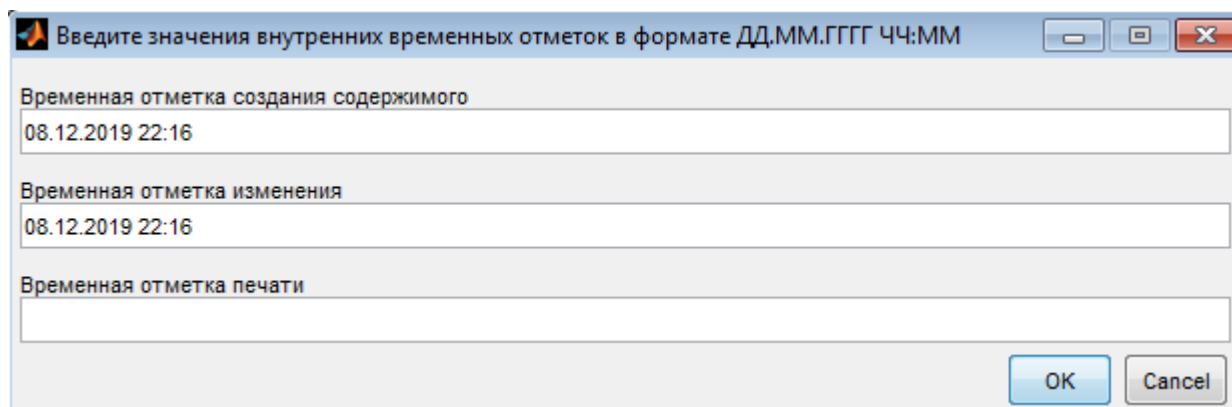 Введите значения внутренних временных отметок в формате ДД.ММ.ГГГГ ЧЧ:ММ
Временная отметка создания содержимого
08.12.2019 22:16
Временная отметка изменения
08.12.2019 22:16
Временная отметка печати
OK Cancel